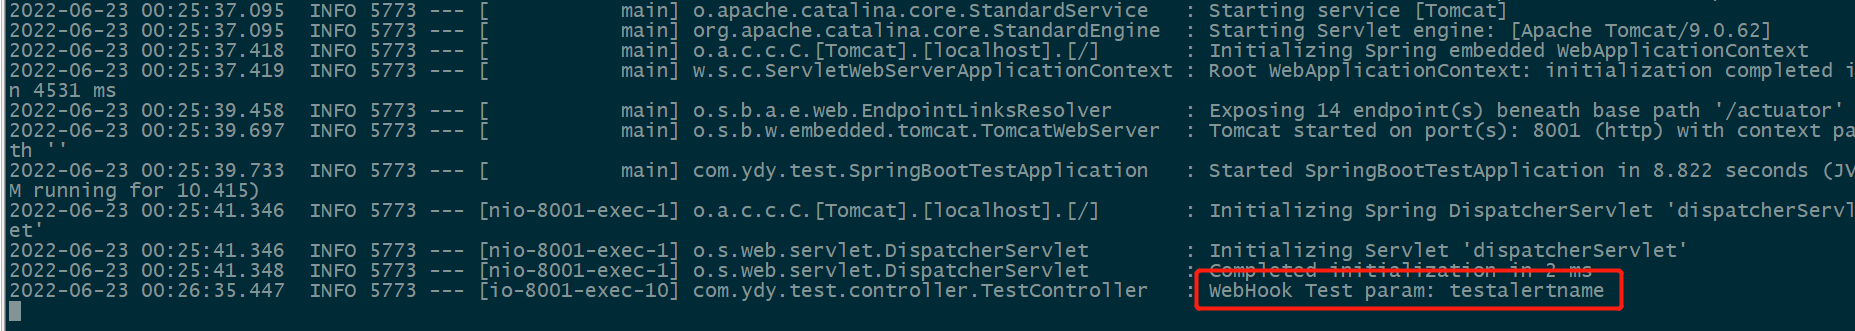 2022-06-23 00:25:37.095  INFO 5773 --- [           main] o.apache.catalina.core.StandardService   : Starting service [Tomcat]
2022-06-23 00:25:37.095  INFO 5773 --- [           main] org.apache.catalina.core.StandardEngine  : Starting Servlet engine: [Apache Tomcat/9.0.62]
2022-06-23 00:25:37.418  INFO 5773 --- [           main] o.a.c.c.C.[Tomcat].[localhost].[/]       : Initializing Spring embedded WebApplicationContext
2022-06-23 00:25:37.419  INFO 5773 --- [           main] w.s.c.ServletWebServerApplicationContext : Root WebApplicationContext: initialization completed i
n 4531 ms
2022-06-23 00:25:39.458  INFO 5773 --- [           main] o.s.b.a.e.web.EndpointLinksResolver      : Exposing 14 endpoint(s) beneath base path '/actuator'
2022-06-23 00:25:39.697  INFO 5773 --- [           main] o.s.b.w.embedded.tomcat.TomcatWebServer  : Tomcat started on port(s): 8001 (http) with context pa
th ''
2022-06-23 00:25:39.733  INFO 5773 --- [           main] com.ydy.test.SpringBootTestApplication   : Started SpringBootTestApplication in 8.822 seconds (JV
M running for 10.415)
2022-06-23 00:25:41.346  INFO 5773 --- [nio-8001-exec-1] o.a.c.c.C.[Tomcat].[localhost].[/]       : Initializing Spring DispatcherServlet 'dispatcherServl
et'
2022-06-23 00:25:41.346  INFO 5773 --- [nio-8001-exec-1] o.s.web.servlet.DispatcherServlet        : Initializing Servlet 'dispatcherServlet'
2022-06-23 00:25:41.348  INFO 5773 --- [nio-8001-exec-1] o.s.web.servlet.DispatcherServlet        : Completed initialization in 2 ms
2022-06-23 00:26:35.447  INFO 5773 --- [io-8001-exec-10] com.ydy.test.controller.TestController   : WebHook Test param: testalertname